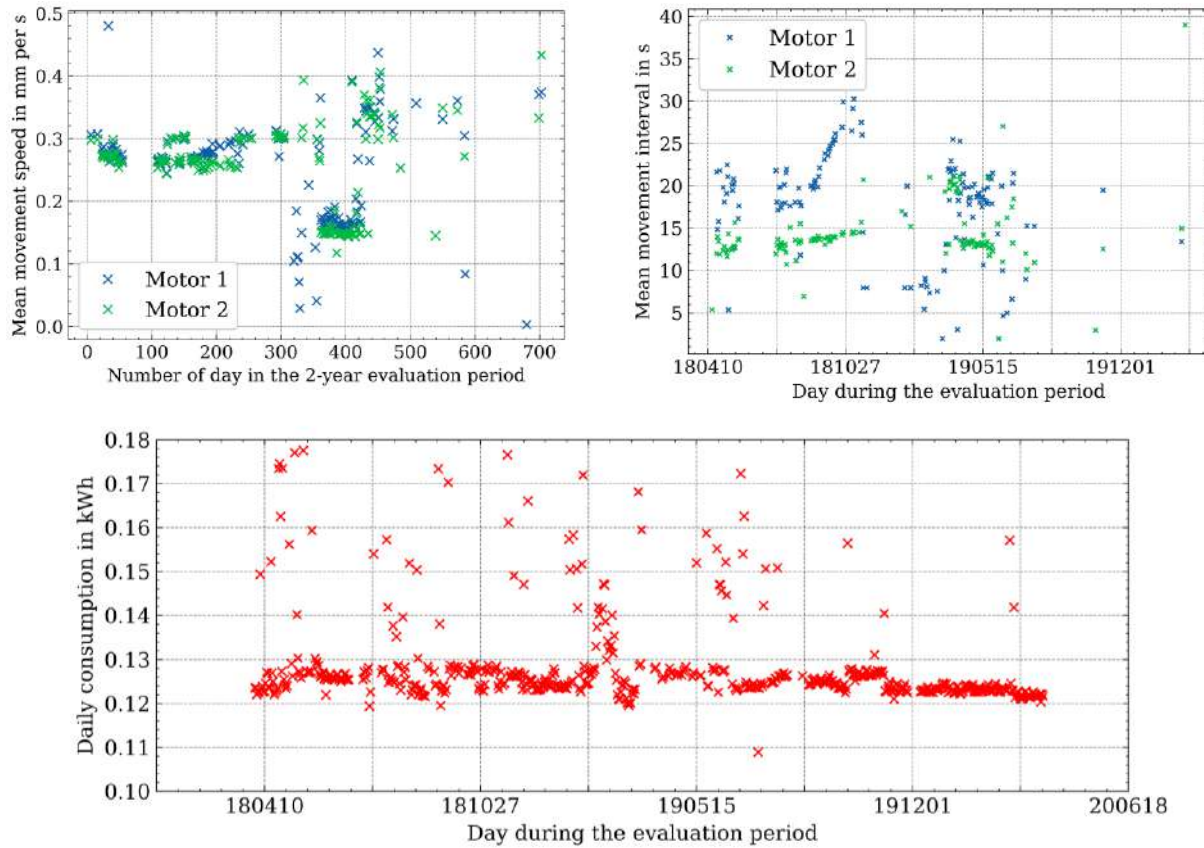 Mean movement speed in mm per s
0.5
0.4
0.3
0.2
0.1
0.0
Motor 1
Motor 2
0 100 200 300 400 500 600 700
Number of day in the 2-year evaluation period
Mean movement interval in s
40
35
30
25
20
15
10
5
Motor 1
Motor 2
180410 181027 190515 191201
Day during the evaluation period
Daily consumption in kWh
0.18
0.17
0.16
0.15
0.14
0.13
0.12
0.11
0.10
180410 181027 190515 191201 200618
Day during the evaluation period